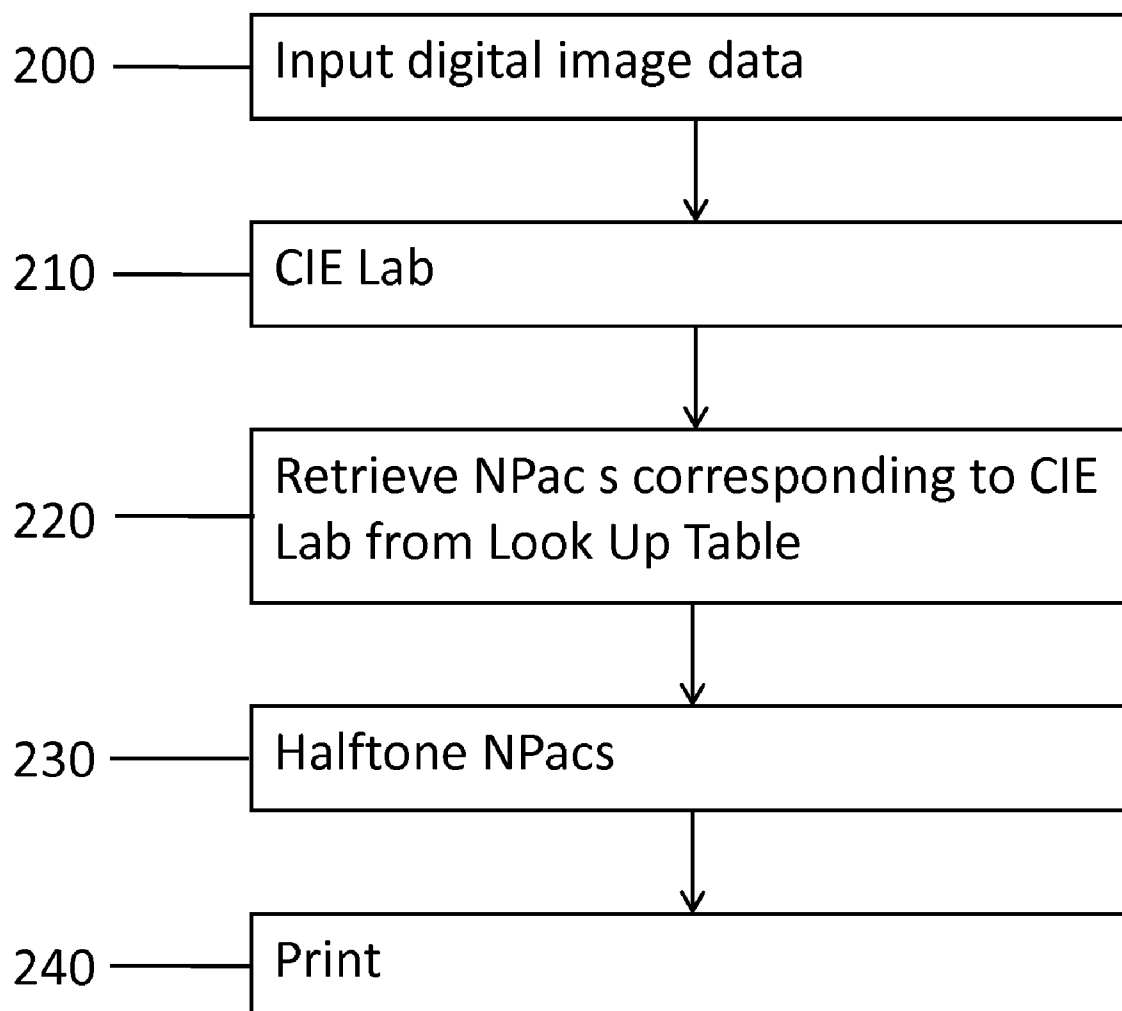 200 Input digital image data
210 CIE Lab
220 Retrieve NPac s corresponding to CIE
Lab from Look Up Table
230 Halftone NPacs
240 Print